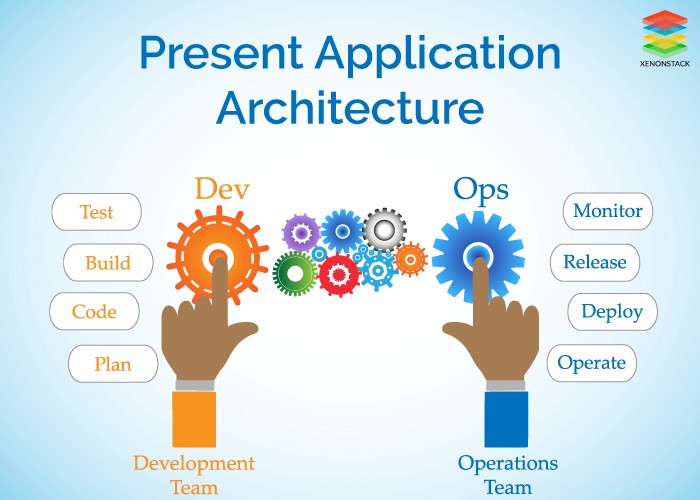 Present Application
Architecture
XENONSTACK
Dev
Ops
Test
Build
Code
Plan
Monitor
Release
Deploy
Operate
Development
Team
Operations
Team